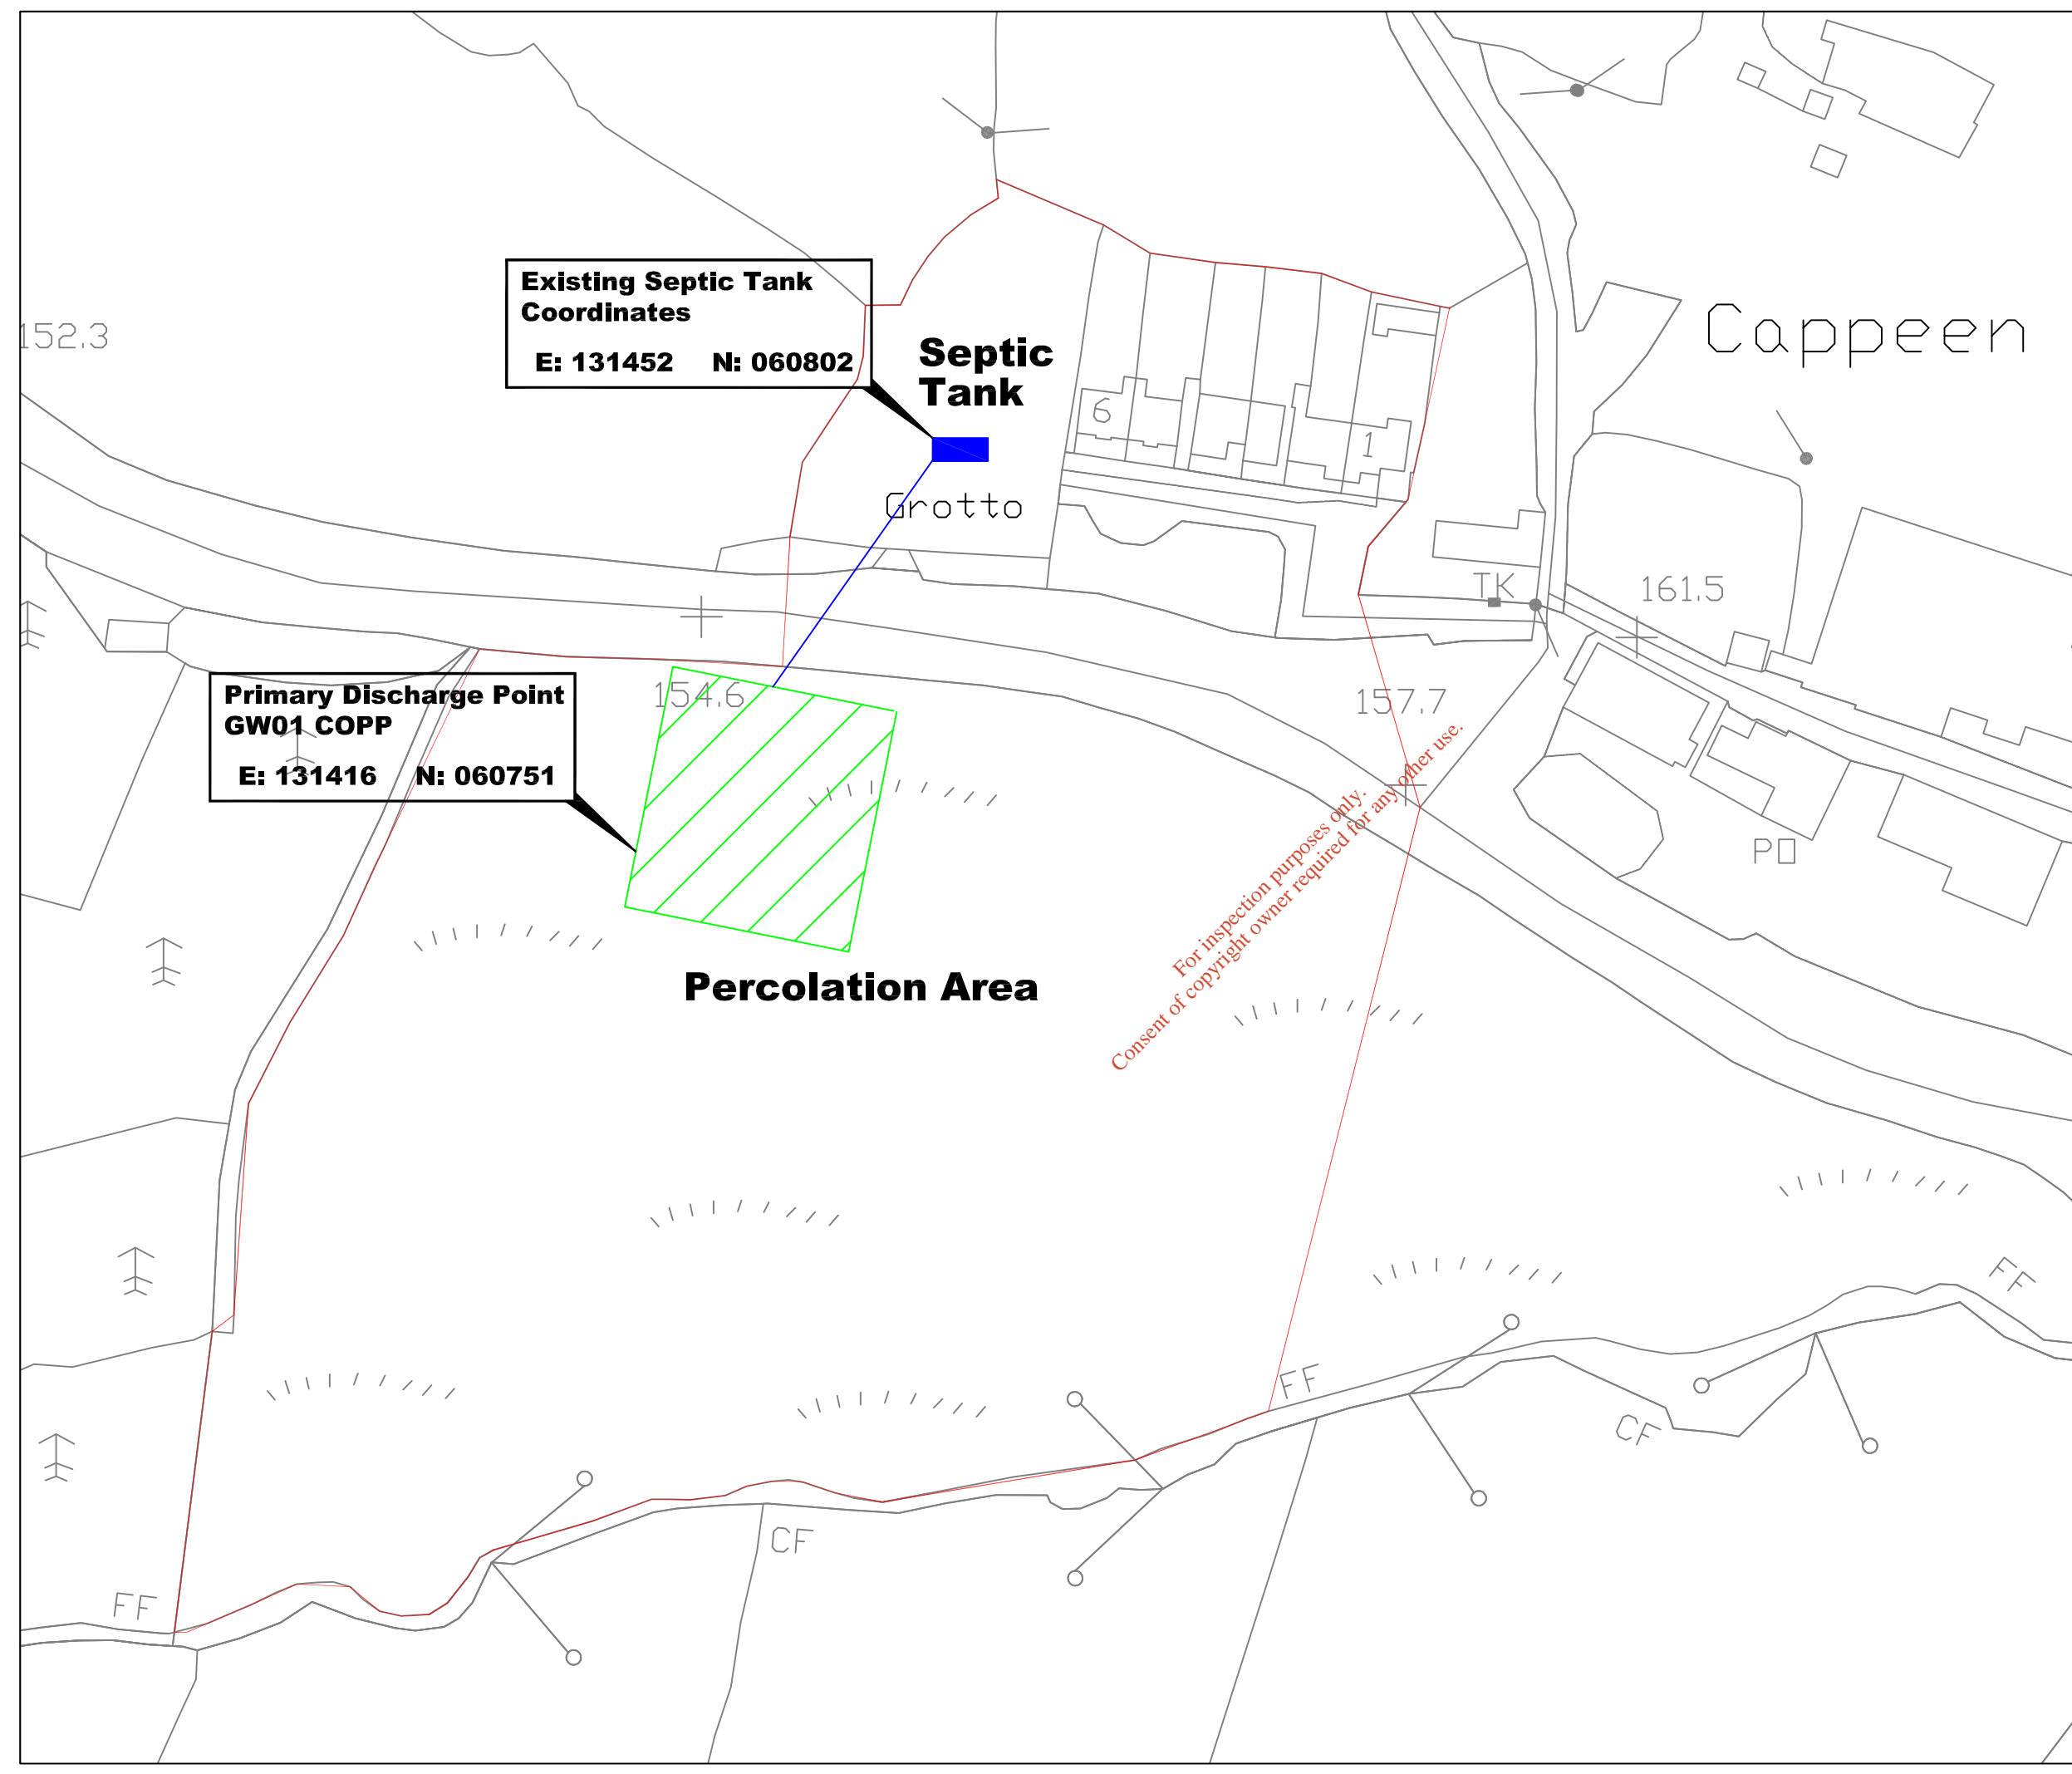 Cappeen
152.3
Existing Septic Tank
Coordinates
E: 131452 N: 060802
Septic
Tank
6
1
Grotto
TK
161.5
Primary Discharge Point
GW01 COPP
E: 131416 N: 060751
154.6
157.7
PO
For inspection purposes only.
Consent of copyright owner required for any other use.
Percolation Area
FF
FF
CF
CF
FF